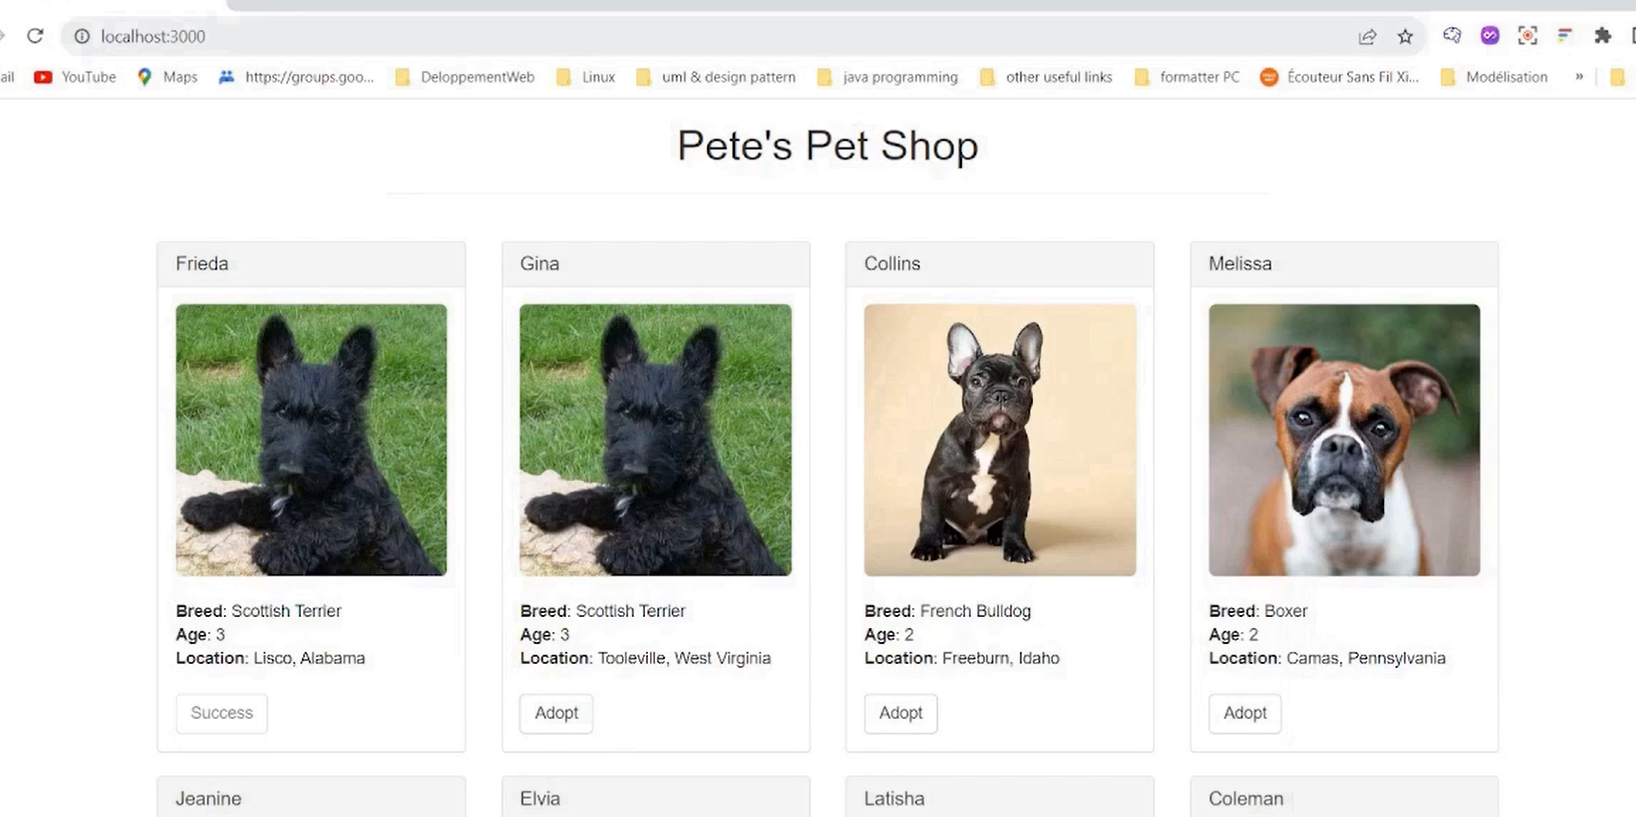 localhost:3000
ail YouTube Maps https://groups.goo... DeloppementWeb Linux uml & design pattern java programming other useful links formatter PC Écouteur Sans Fil Xi... Modélisation »
Pete's Pet Shop
Frieda
Gina
Collins
Melissa
Breed: Scottish Terrier
Age: 3
Location: Lisco, Alabama
Success
Breed: Scottish Terrier
Age: 3
Location: Tooleville, West Virginia
Adopt
Breed: French Bulldog
Age: 2
Location: Freeburn, Idaho
Adopt
Breed: Boxer
Age: 2
Location: Camas, Pennsylvania
Adopt
Jeanine
Elvia
Latisha
Coleman